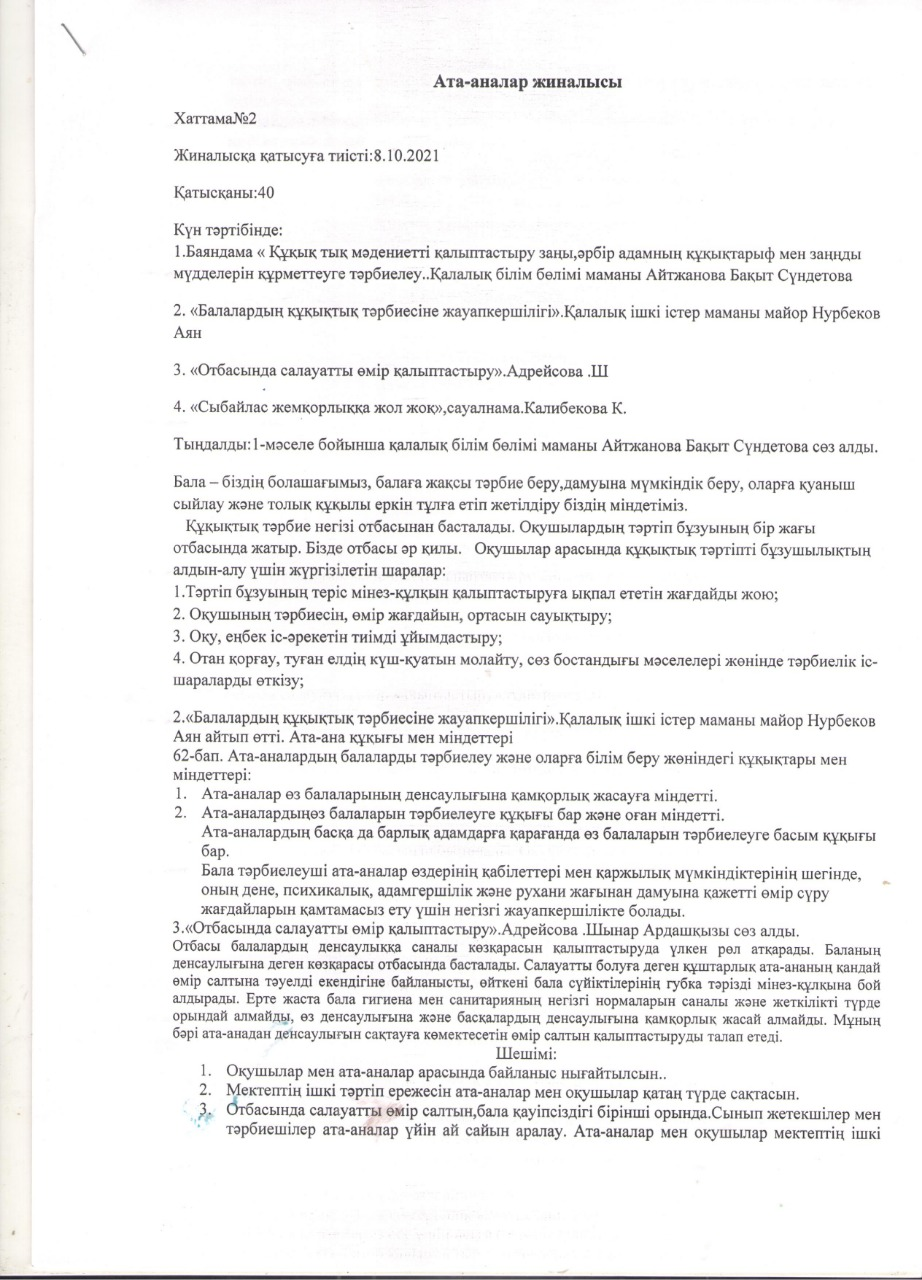 Ата-аналар жиналысы
Хаттама№2
Жиналысқа қатысуға тиісті:8.10.2021
Қатысқаны:40
Күн тәртібінде:
1.Баяндама « Құқық тық мәдениетті қалыптастыру заңы,әрбір адамның құқықтарыф мен заңнды
мүдделерін құрметтеуге тәрбиелеу..Қалалық білім бөлімі маманы Айтжанова Бақыт Сүндетова
2. «Балалардың құқықтық тәрбиесіне жауапкершілігі».Қалалық ішкі істер маманы майор Нурбеков
Аян
3. «Отбасында салауатты өмір қалыптастыру».Адрейсова .Ш
4. «Сыбайлас жемқорлыққа жол жоқ»,сауалнама.Калибекова К.
Тыңдалды:1-мәселе бойынша қалалық білім бөлімі маманы Айтжанова Бақыт Сүндетова сөз алды.
Бала – біздің болашағымыз, балаға жақсы тәрбие беру,дамуына мүмкіндік беру, оларға қуаныш
сыйлау және толық құқылы еркін тұлға етіп жетілдіру біздің міндетіміз.
Құқықтық тәрбие негізі отбасынан басталады. Оқушылардың тәртіп бұзуының бір жағы
отбасында жатыр. Бізде отбасы әр қилы. Оқушылар арасында құқықтық тәртіпті бұзушылықтың
алдын-алу үшін жүргізілетін шаралар:
1.Тәртіп бұзуының теріс мінез-құлқын қалыптастыруға ықпал ететін жағдайды жою;
2. Оқушының тәрбиесін, өмір жағдайын, ортасын сауықтыру;
3. Оқу, еңбек іс-әрекетін тиімді ұйымдастыру;
4. Отан қорғау, туған елдің күш-қуатын молайту, сөз бостандығы мәселелері жөнінде тәрбиелік іс-
шараларды өткізу;
2.«Балалардың құқықтық тәрбиесіне жауапкершілігі».Қалалық ішкі істер маманы майор Нурбеков
Аян айтып өтті. Ата-ана құқығы мен міндеттері
62-бап. Ата-аналардың балаларды тәрбиелеу және оларға білім беру жөніндегі құқықтары мен
міндеттері:
1. Ата-аналар өз балаларының денсаулығына қамқорлық жасауға міндетті.
2. Ата-аналардыңөз балаларын тәрбиелеуге құқығы бар және оған міндетті.
Ата-аналардың басқа да барлық адамдарға қарағанда өз балаларын тәрбиелеуге басым құқығы
бар.
Бала тәрбиелеуші ата-аналар өздерінің қабілеттері мен қаржылық мүмкіндіктерінің шегінде,
оның дене, психикалық, адамгершілік және рухани жағынан дамуына қажетті өмір сүру
жағдайларын қамтамасыз ету үшін негізгі жауапкершілікте болады.
3.«Отбасында салауатты өмір қалыптастыру».Адрейсова .Шынар Ардашқызы сөз алды.
Отбасы балалардың денсаулыққа саналы көзқарасын қалыптастыруда үлкен рөл атқарады. Баланың
денсаулығына деген көзқарасы отбасында басталады. Салауатты болуға деген құштарлық ата-ананың қандай
өмір салтына тәуелді екендігіне байланысты, өйткені бала сүйіктілерінің губка тәрізді мінез-құлқына бой
алдырады. Ерте жаста бала гигиена мен санитарияның негізгі нормаларын саналы және жеткілікті түрде
орындай алмайды, өз денсаулығына және басқалардың денсаулығына қамқорлық жасай алмайды. Мұның
бәрі ата-анадан денсаулығын сақтауға көмектесетін өмір салтын қалыптастыруды талап етеді.
Шешімі:
1. Оқушылар мен ата-аналар арасында байланыс нығайтылсын..
2. Мектептің ішкі тәртіп ережесін ата-аналар мен оқушылар қатаң түрде сақтасын.
3. Отбасында салауатты өмір салтын,бала қауіпсіздігі бірінші орында.Сынып жетекшілер мен
тәрбиешілер ата-аналар үйін ай сайын аралау. Ата-аналар мен оқушылар мектептің ішкі